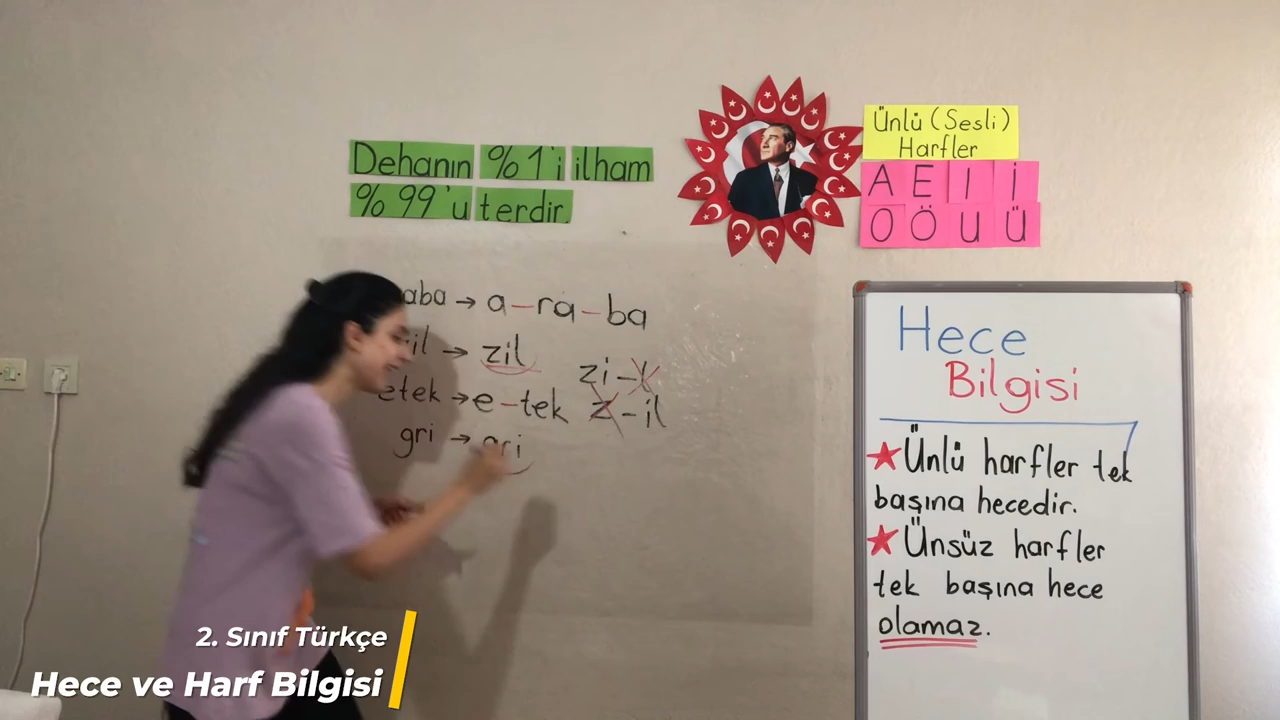 Dehanın %1'i ilham
%99'u terdir.
Ünlü (Sesli)
Harfler
A E I İ
O Ö U Ü
aba → a-ra-ba
il → zil
zi-l
etek → e-tek
z-il
gri → gri
Hece
Bilgisi
★Ünlü harfler tek
başına hecedir.
★Ünsüz harfler
tek başına hece
olamaz.
2. Sınıf Türkçe
Hece ve Harf Bilgisi